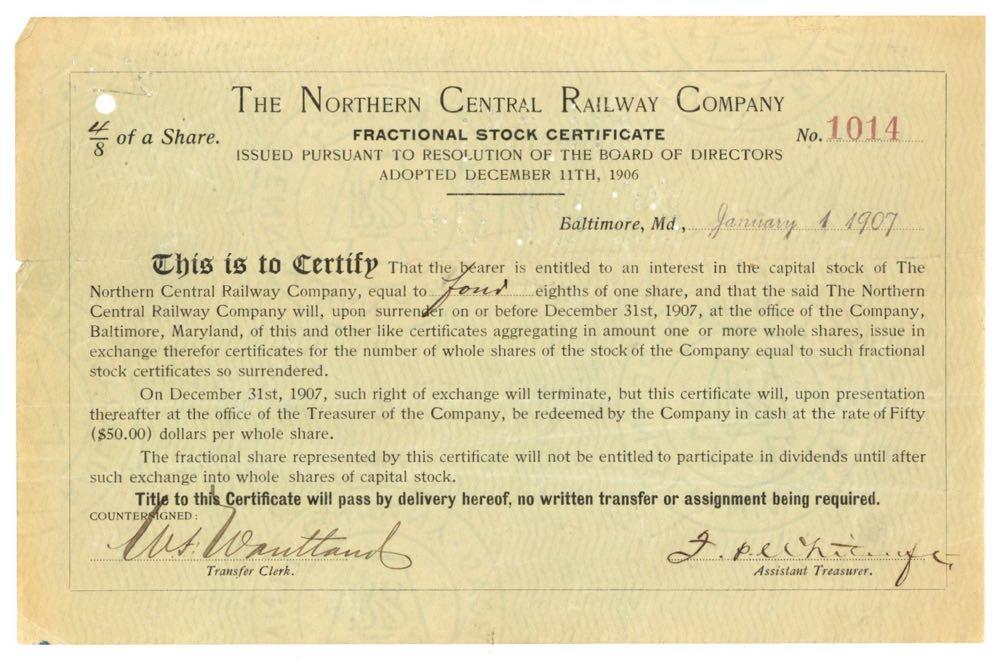 THE NORTHERN CENTRAL RAILWAY COMPANY
4/8 of a Share.
FRACTIONAL STOCK CERTIFICATE
No. 1014
ISSUED PURSUANT TO RESOLUTION OF THE BOARD OF DIRECTORS
ADOPTED DECEMBER 11TH, 1906
Baltimore, Md., January 1 1907
This is to Certify That the bearer is entitled to an interest in the capital stock of The
Northern Central Railway Company, equal to four eighths of one share, and that the said The Northern
Central Railway Company will, upon surrender on or before December 31st, 1907, at the office of the Company,
Baltimore, Maryland, of this and other like certificates aggregating in amount one or more whole shares, issue in
exchange therefor certificates for the number of whole shares of the stock of the Company equal to such fractional
stock certificates so surrendered.
On December 31st, 1907, such right of exchange will terminate, but this certificate will, upon presentation
thereafter at the office of the Treasurer of the Company, be redeemed by the Company in cash at the rate of Fifty
($50.00) dollars per whole share.
The fractional share represented by this certificate will not be entitled to participate in dividends until after
such exchange into whole shares of capital stock.
Title to this Certificate will pass by delivery hereof, no written transfer or assignment being required.
COUNTERSIGNED:
Wantland
Transfer Clerk.
Assistant Treasurer.